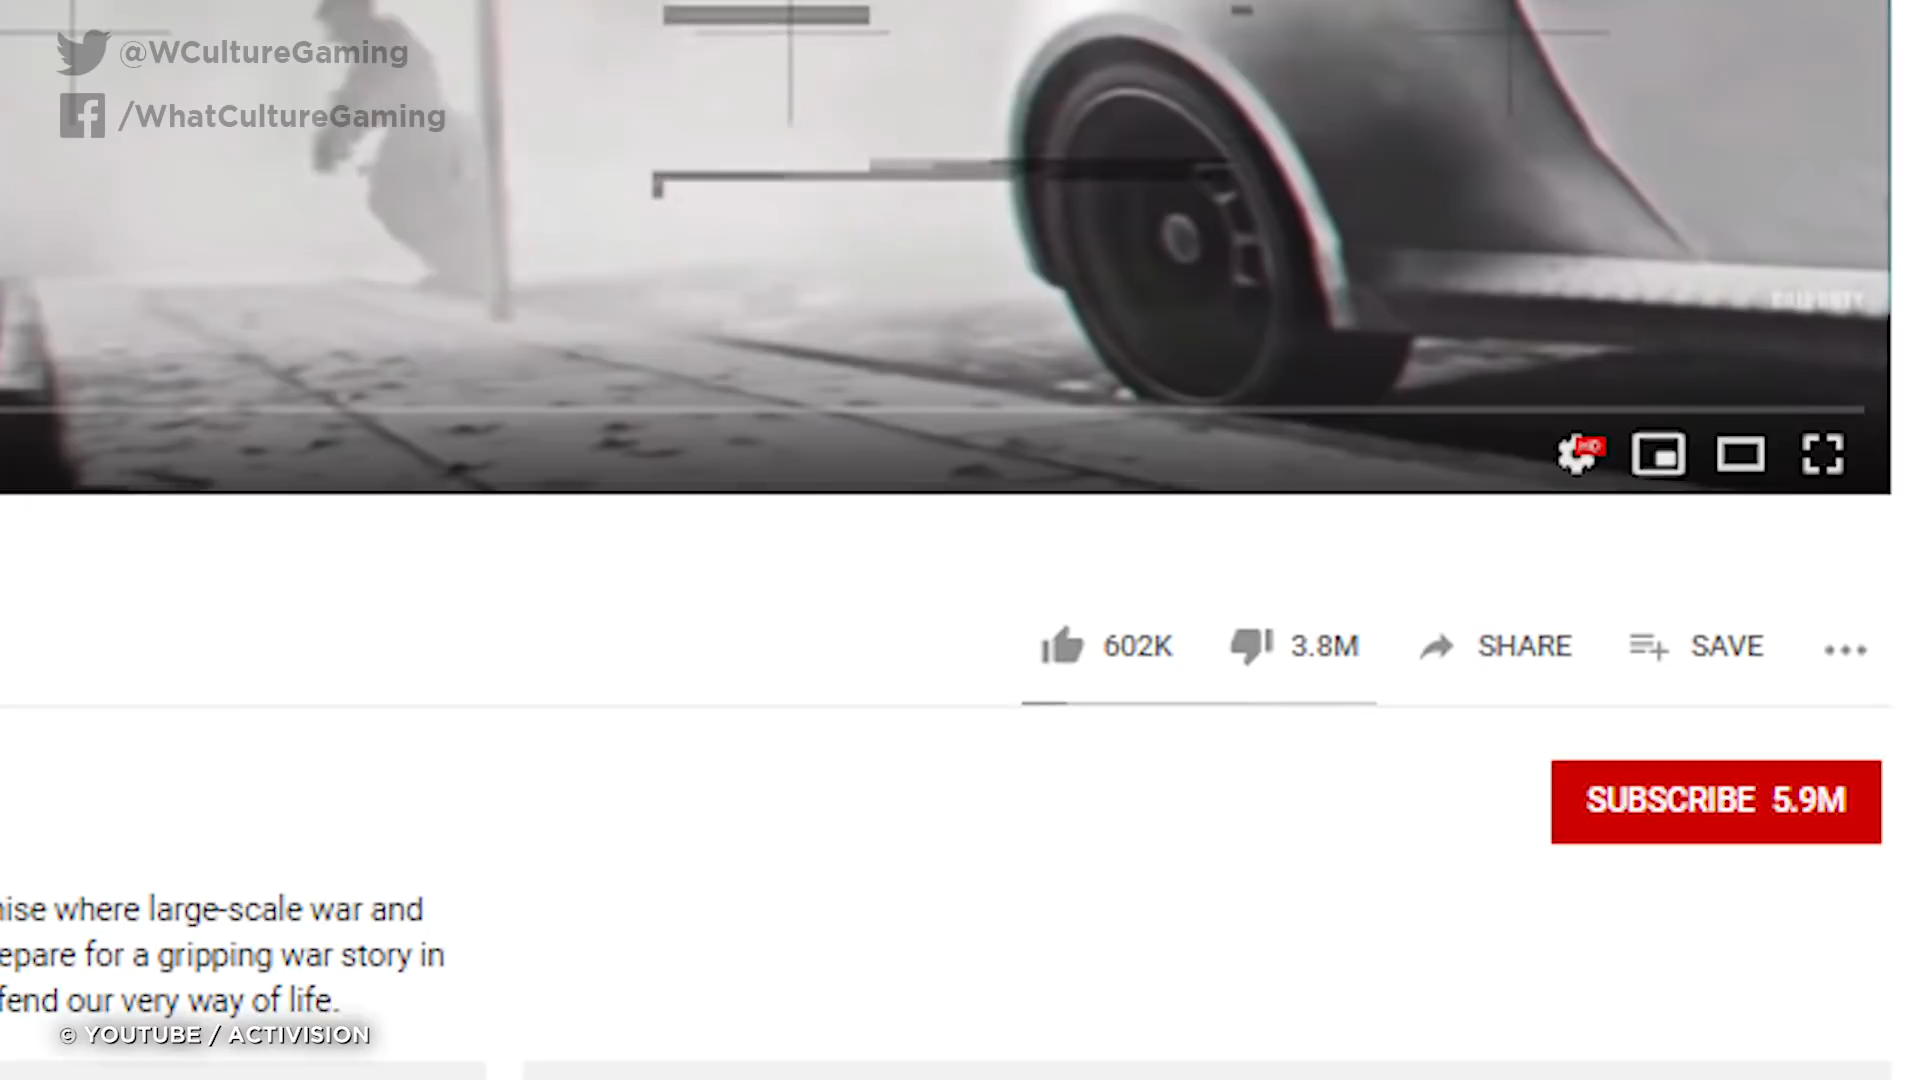 @WCultureGaming
/WhatCultureGaming
HD
602K
3.8M
SHARE
SAVE
SUBSCRIBE 5.9M
ise where large-scale war and
epare for a gripping war story in
fend our very way of life.
© YOUTUBE / ACTIVISION